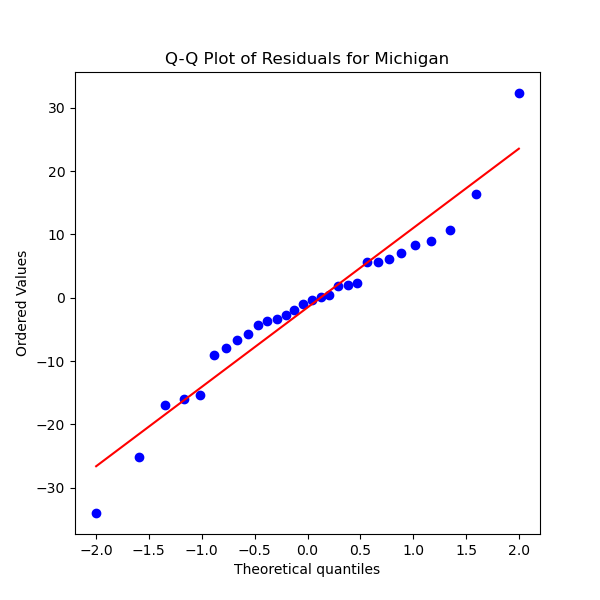 Q-Q Plot of Residuals for Michigan
Ordered Values
30
20
10
0
−10
−20
−30
−2.0 −1.5 −1.0 −0.5 0.0 0.5 1.0 1.5 2.0
Theoretical quantiles